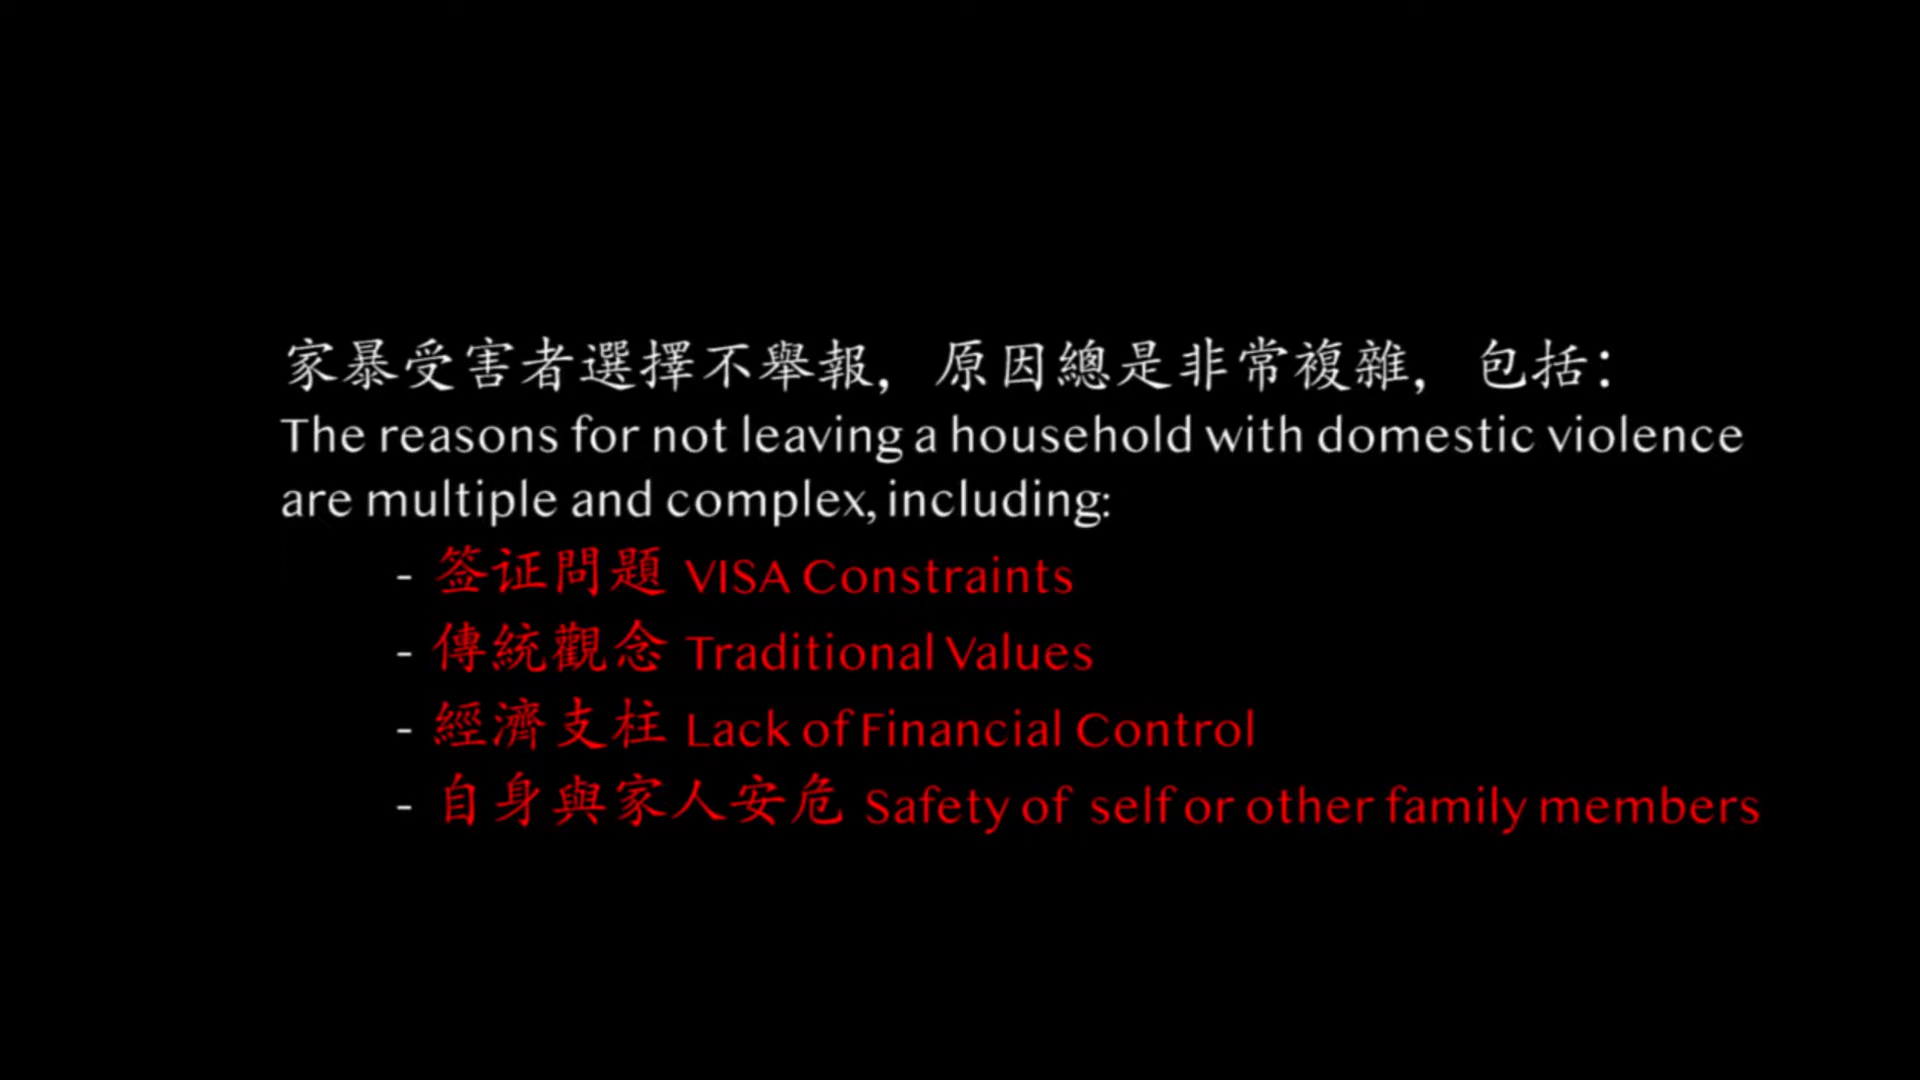 家暴受害者選擇不舉報，原因總是非常複雜，包括：
The reasons for not leaving a household with domestic violence
are multiple and complex, including:
- 签证問題 VISA Constraints
- 傳統觀念 Traditional Values
- 經濟支柱 Lack of Financial Control
- 自身與家人安危 Safety of self or other family members